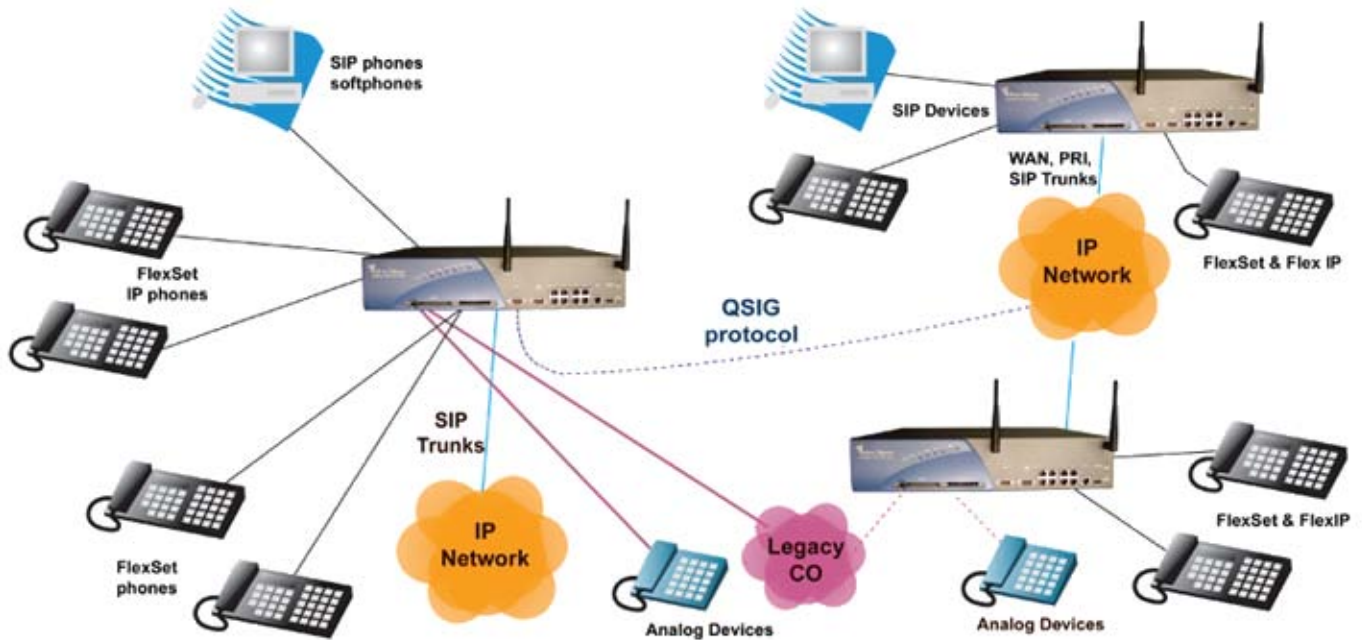 SIP phones
softphones
SIP Devices
WAN, PRI,
SIP Trunks
IP
Network
FlexSet & Flex IP
FlexSet
IP phones
QSIG
protocol
SIP
Trunks
IP
Network
Legacy
CO
FlexSet & FlexIP
FlexSet
phones
Analog Devices
Analog Devices